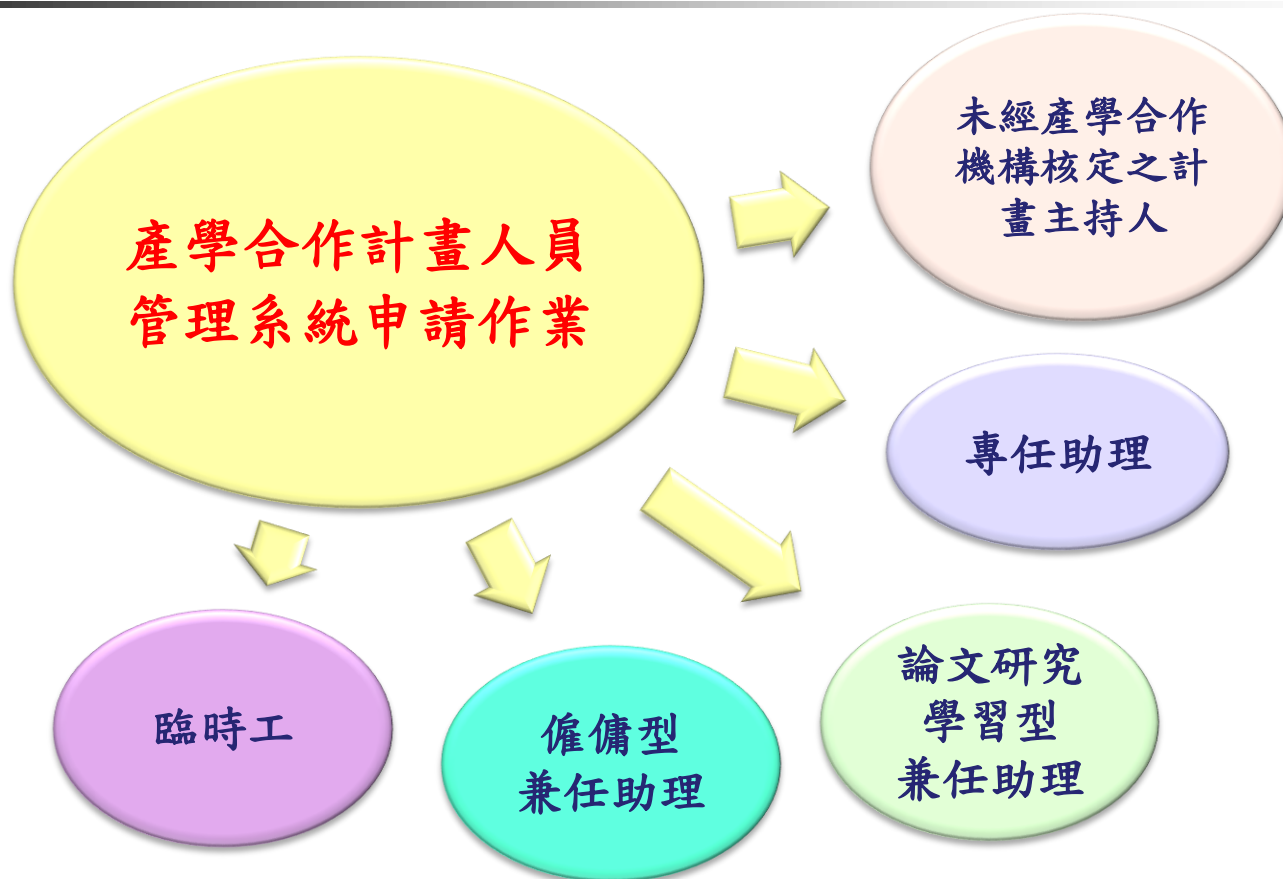 產學合作計畫人員
管理系統申請作業
未經產學合作
機構核定之計
畫主持人
專任助理
論文研究
學習型
兼任助理
僱傭型
兼任助理
臨時工